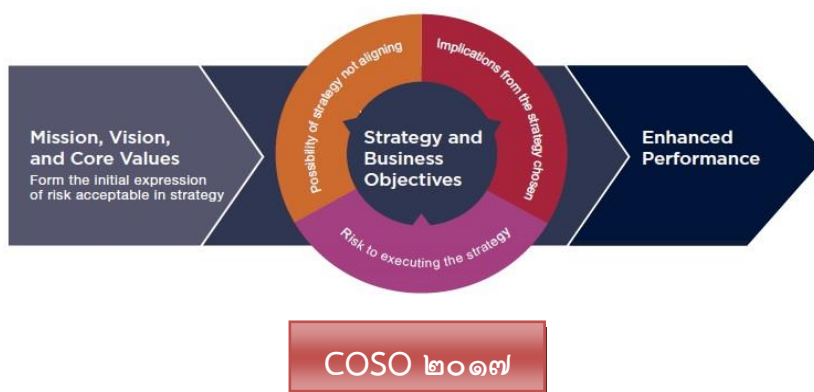 Mission, Vision,
and Core Values
Form the initial expression
of risk acceptable in strategy
Possibility of strategy not aligning
Implications from the strategy chosen
Strategy and
Business
Objectives
Risk to executing the strategy
Enhanced
Performance
COSO ๒๐๑๗